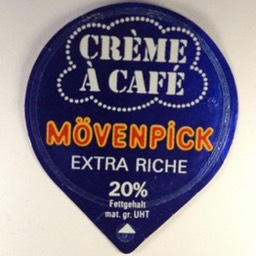 CRÈME
À CAFÉ
MÖVENPICK
EXTRA RICHE
20%
Fettgehalt
mat. gr. UHT